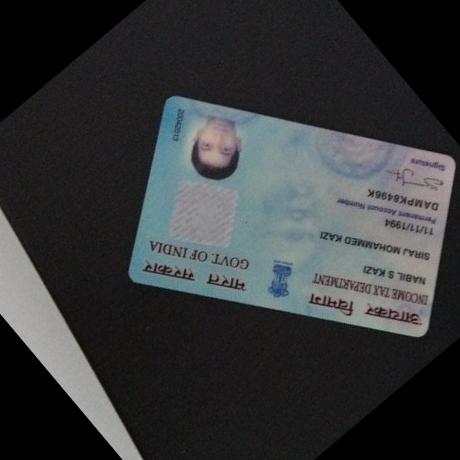 आयकर विभाग
INCOME TAX DEPARTMENT
भारत सरकार
GOVT. OF INDIA
NABIL S KAZI
SIRAJ MOHAMMED KAZI
11/11/1994
Permanent Account Number
DAMPK8496K
Signature
20042013